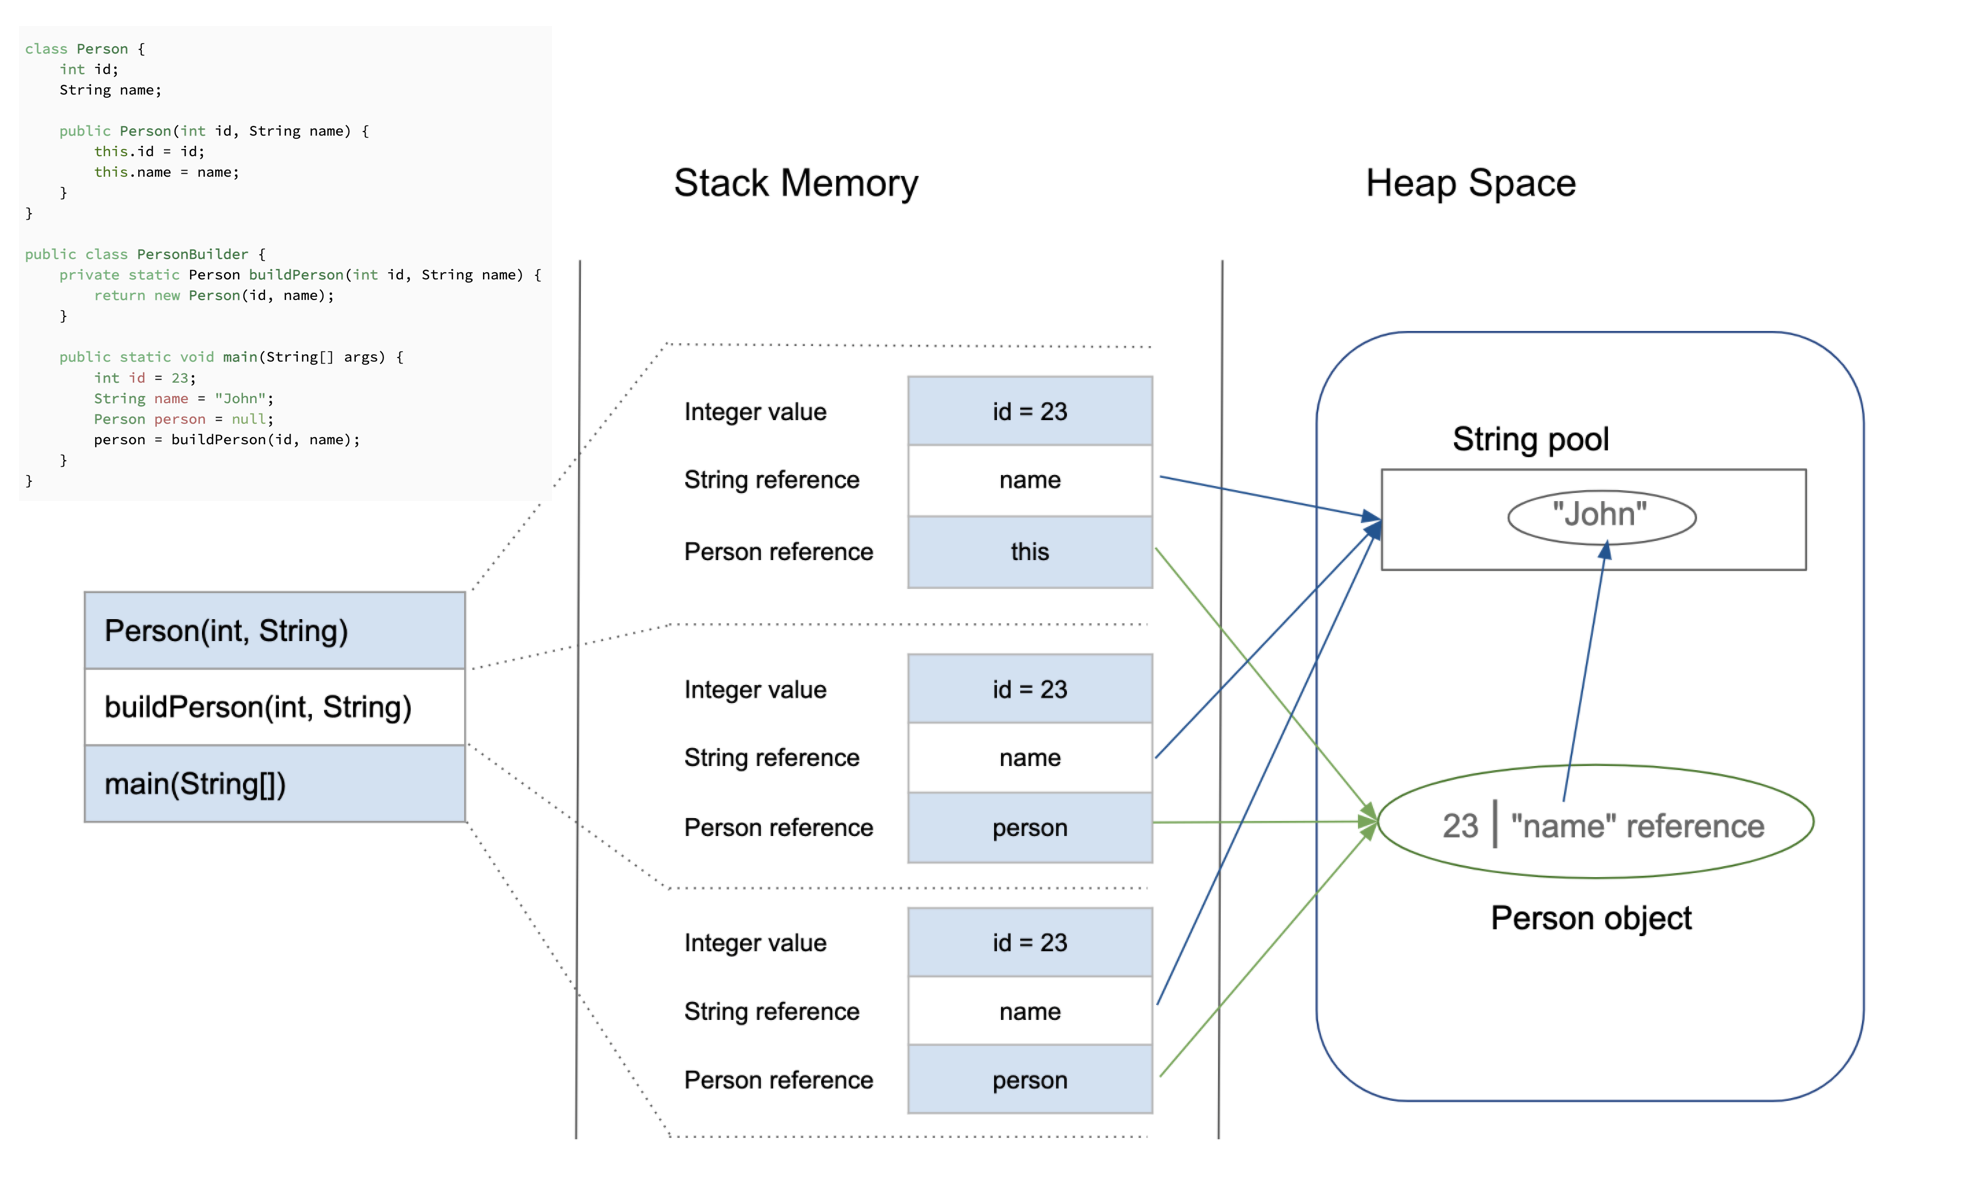 class Person {
    int id;
    String name;

    public Person(int id, String name) {
        this.id = id;
        this.name = name;
    }
}

public class PersonBuilder {
    private static Person buildPerson(int id, String name) {
        return new Person(id, name);
    }

    public static void main(String[] args) {
        int id = 23;
        String name = "John";
        Person person = null;
        person = buildPerson(id, name);
    }
}
Person(int, String)
buildPerson(int, String)
main(String[])
Stack Memory
Integer value id = 23
String reference name
Person reference this
Integer value id = 23
String reference name
Person reference person
Integer value id = 23
String reference name
Person reference person
Heap Space
String pool
"John"
23 | "name" reference
Person object